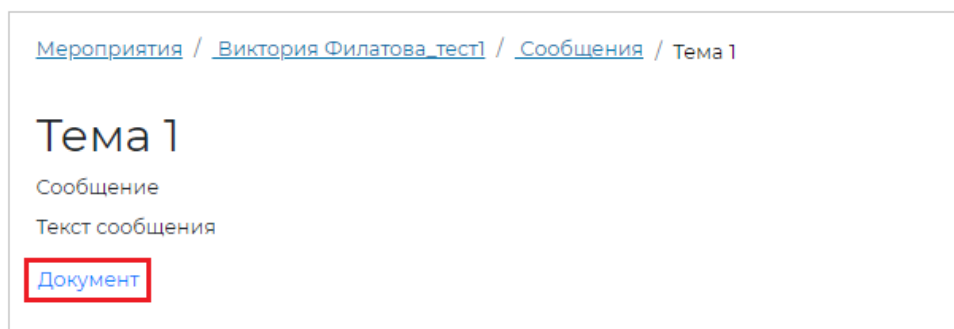 Мероприятия / Виктория Филатова_тест1 / Сообщения / Тема 1
Тема 1
Сообщение
Текст сообщения
Документ